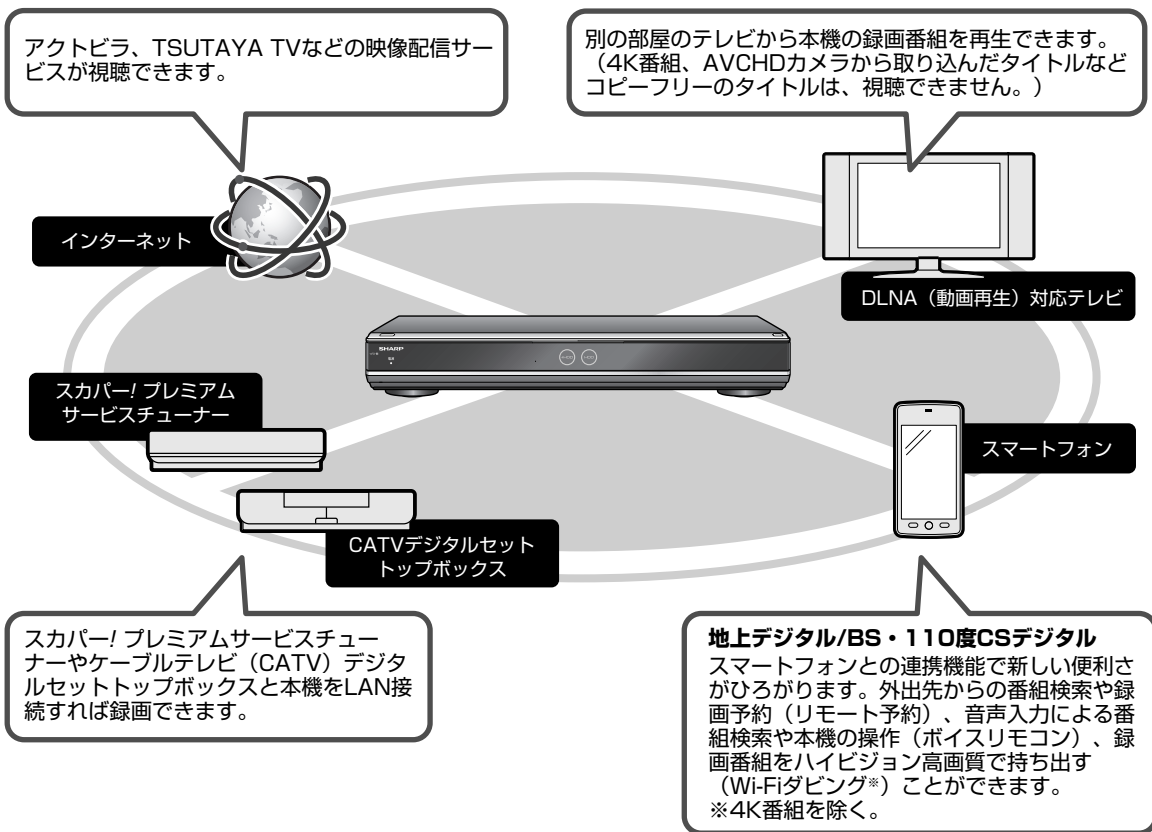 アクトビラ、TSUTAYA TVなどの映像配信サー
ビスが視聴できます。
別の部屋のテレビから本機の録画番組を再生できます。
（4K番組、AVCHDカメラから取り込んだタイトルなど
コピーフリーのタイトルは、視聴できません。）
インターネット
DLNA（動画再生）対応テレビ
SHARP
スカパー! プレミアム
サービスチューナー
スマートフォン
CATVデジタルセット
トップボックス
スカパー! プレミアムサービスチュー
ナーやケーブルテレビ（CATV）デジタ
ルセットトップボックスと本機をLAN接
続すれば録画できます。
地上デジタル/BS・110度CSデジタル
スマートフォンとの連携機能で新しい便利さ
がひろがります。外出先からの番組検索や録
画予約（リモート予約）、音声入力による番
組検索や本機の操作（ボイスリモコン）、録
画番組をハイビジョン高画質で持ち出す
（Wi-Fiダビング※）ことができます。
※4K番組を除く。